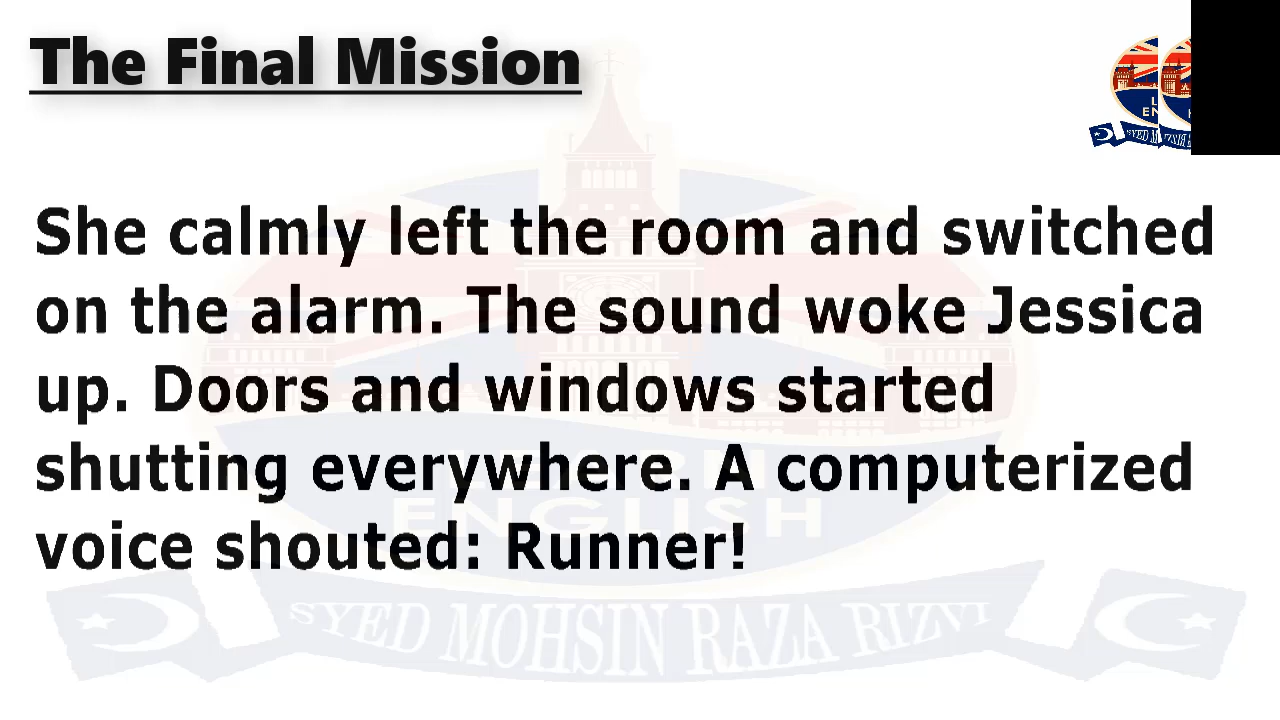 The Final Mission
She calmly left the room and switched
on the alarm. The sound woke Jessica
up. Doors and windows started
shutting everywhere. A computerized
voice shouted: Runner!
ENGLISH
SYED MOHSIN RAZA RIZVI